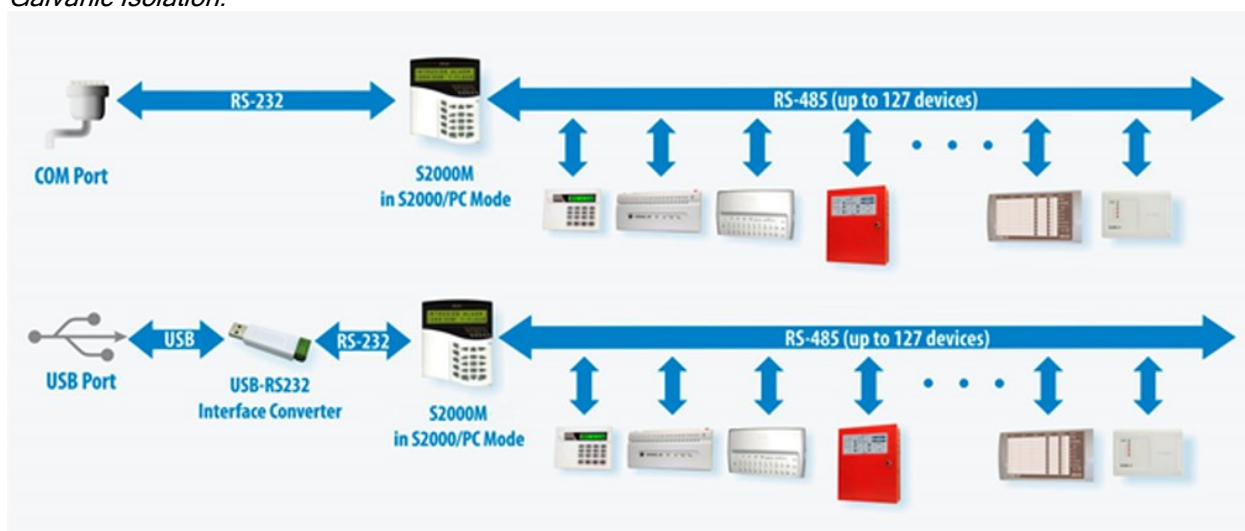 Galvanic Isolation.
RS-232
RS-485 (up to 127 devices)
COM Port
S2000M
in S2000/PC Mode
USB
RS-232
RS-485 (up to 127 devices)
USB Port
USB-RS232
Interface Converter
S2000M
in S2000/PC Mode